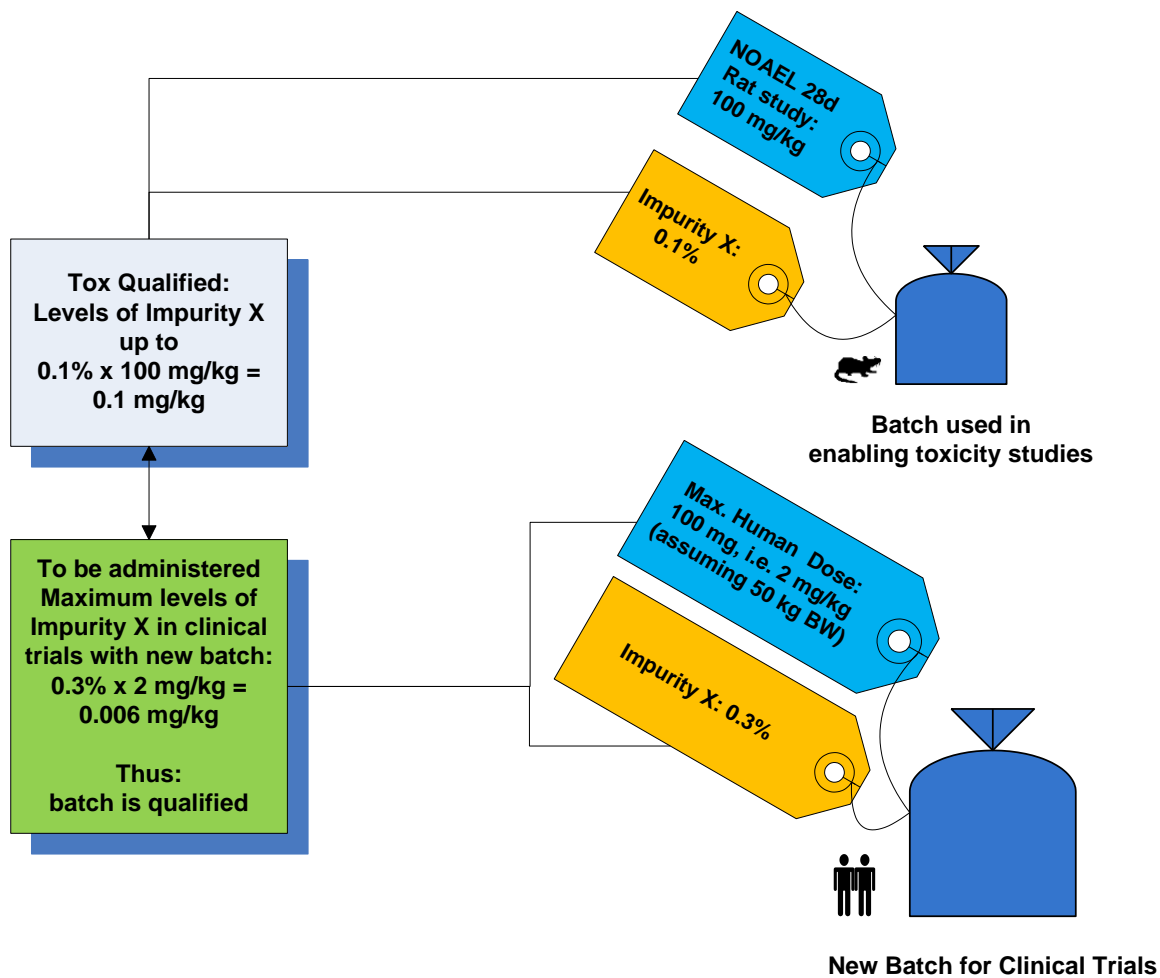 NOAEL 28d
Rat study:
100 mg/kg
Impurity X:
0.1%
Tox Qualified:
Levels of Impurity X
up to
0.1% x 100 mg/kg =
0.1 mg/kg
Batch used in
enabling toxicity studies
Max. Human Dose:
100 mg, i.e. 2 mg/kg
(assuming 50 kg BW)
To be administered
Maximum levels of
Impurity X in clinical
trials with new batch:
0.3% x 2 mg/kg =
0.006 mg/kg
Thus:
batch is qualified
Impurity X: 0.3%
New Batch for Clinical Trials